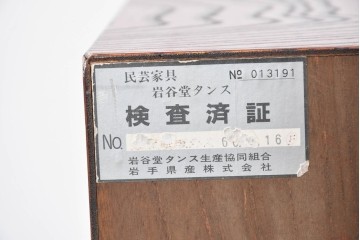 民芸家具 No 013191
岩谷堂タンス
検査済証
No. 16
岩谷堂タンス生産協同組合
岩手県産株式会社